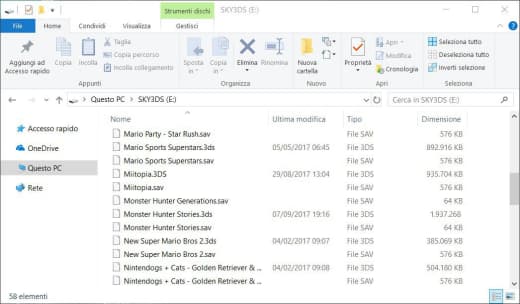 Strumenti dischi
SKY3DS (E:)
File
Home
Condividi
Visualizza
Gestisci
Aggiungi ad
Accesso rapido
Copia
Incolla
Taglia
Copia percorso
Incolla collegamento
Appunti
Sposta
in
Copia
in
Elimina
Rinomina
Organizza
Nuova
cartella
Nuovo
Proprietà
Apri
Modifica
Cronologia
Apri
Seleziona tutto
Deseleziona tutto
Inverti selezione
Seleziona
Questo PC > SKY3DS (E:)
Cerca in SKY3DS (E:)
Accesso rapido
OneDrive
Questo PC
Rete
Nome
Ultima modifica
Tipo
Dimensione
Mario Party - Star Rush.sav File SAV 576 KB
Mario Sports Superstars.3ds 05/05/2017 06:45 File 3DS 892.916 KB
Mario Sports Superstars.sav File SAV 576 KB
Miitopia.3DS 29/08/2017 13:04 File 3DS 935.704 KB
Miitopia.sav File SAV 576 KB
Monster Hunter Generations.sav File SAV 64 KB
Monster Hunter Stories.3ds 07/09/2017 19:16 File 3DS 1.937.268
Monster Hunter Stories.sav File SAV 64 KB
New Super Mario Bros 2.3ds 04/02/2017 09:07 File 3DS 385.069 KB
New Super Mario Bros 2.sav File SAV 576 KB
Nintendogs + Cats - Golden Retriever & ... 04/02/2017 09:08 File 3DS 504.180 KB
Nintendogs + Cats - Golden Retriever & ... File SAV 576 KB
58 elementi